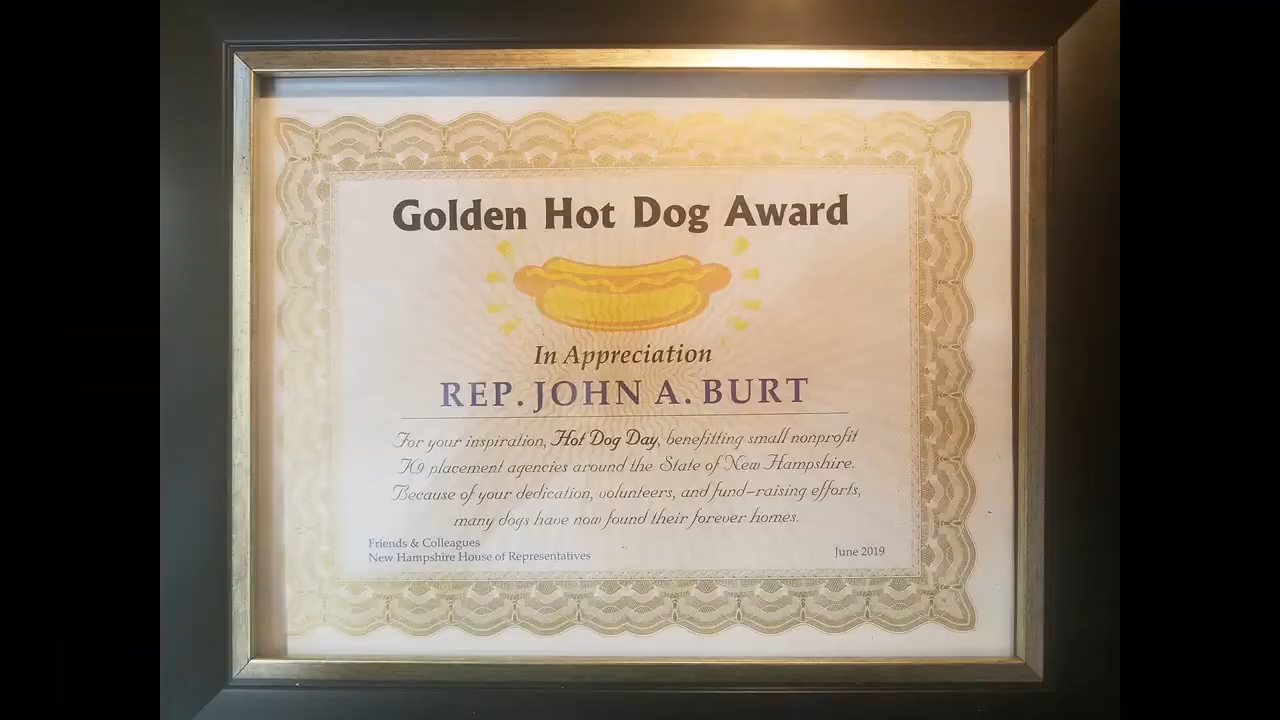 Golden Hot Dog Award
In Appreciation
REP. JOHN A. BURT
For your inspiration, Hot Dog Day, benefitting small nonprofit
K9 placement agencies around the State of New Hampshire.
Because of your dedication, volunteers, and fund-raising efforts,
many dogs have now found their forever homes.
Friends & Colleagues
New Hampshire House of Representatives
June 2019